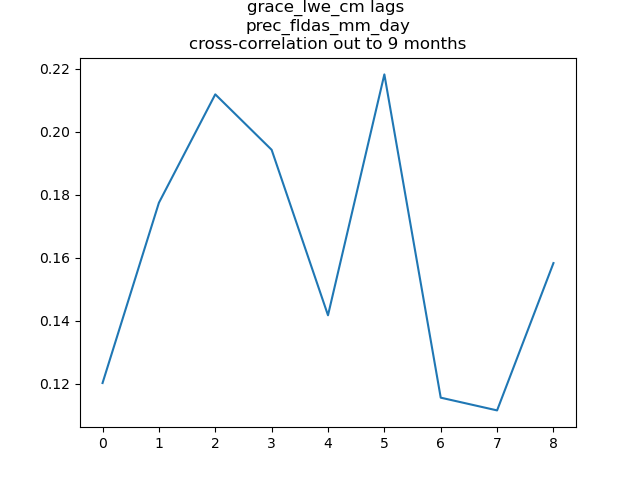 grace_lwe_cm lags
prec_fldas_mm_day
cross-correlation out to 9 months
0.22
0.20
0.18
0.16
0.14
0.12
0 1 2 3 4 5 6 7 8